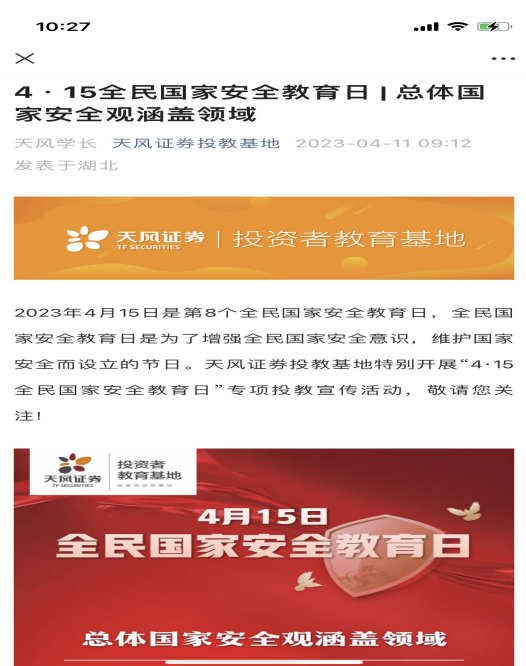 10:27
4·15全民国家安全教育日 | 总体国
家安全观涵盖领域
天风学长 天风证券投教基地 2023-04-11 09:12
发表于湖北
天风证券 | 投资者教育基地
TF SECURITIES
2023年4月15日是第8个全民国家安全教育日，全民国
家安全教育日是为了增强全民国家安全意识，维护国家
安全而设立的节日。天风证券投教基地特别开展“4·15
全民国家安全教育日”专项投教宣传活动，敬请您关
注！
天风证券
TF SECURITIES
投资者
教育基地
4月15日
全民国家安全教育日
总体国家安全观涵盖领域